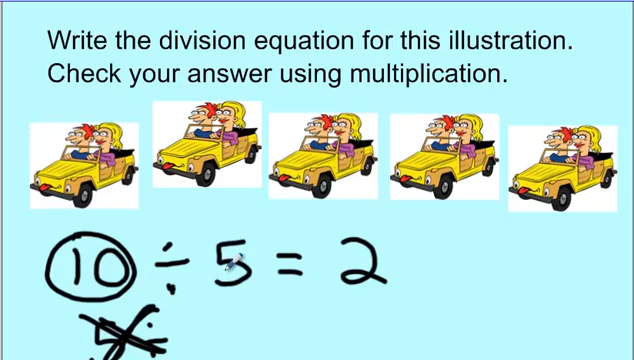 Write the division equation for this illustration.
Check your answer using multiplication.
10 ÷ 5 = 2